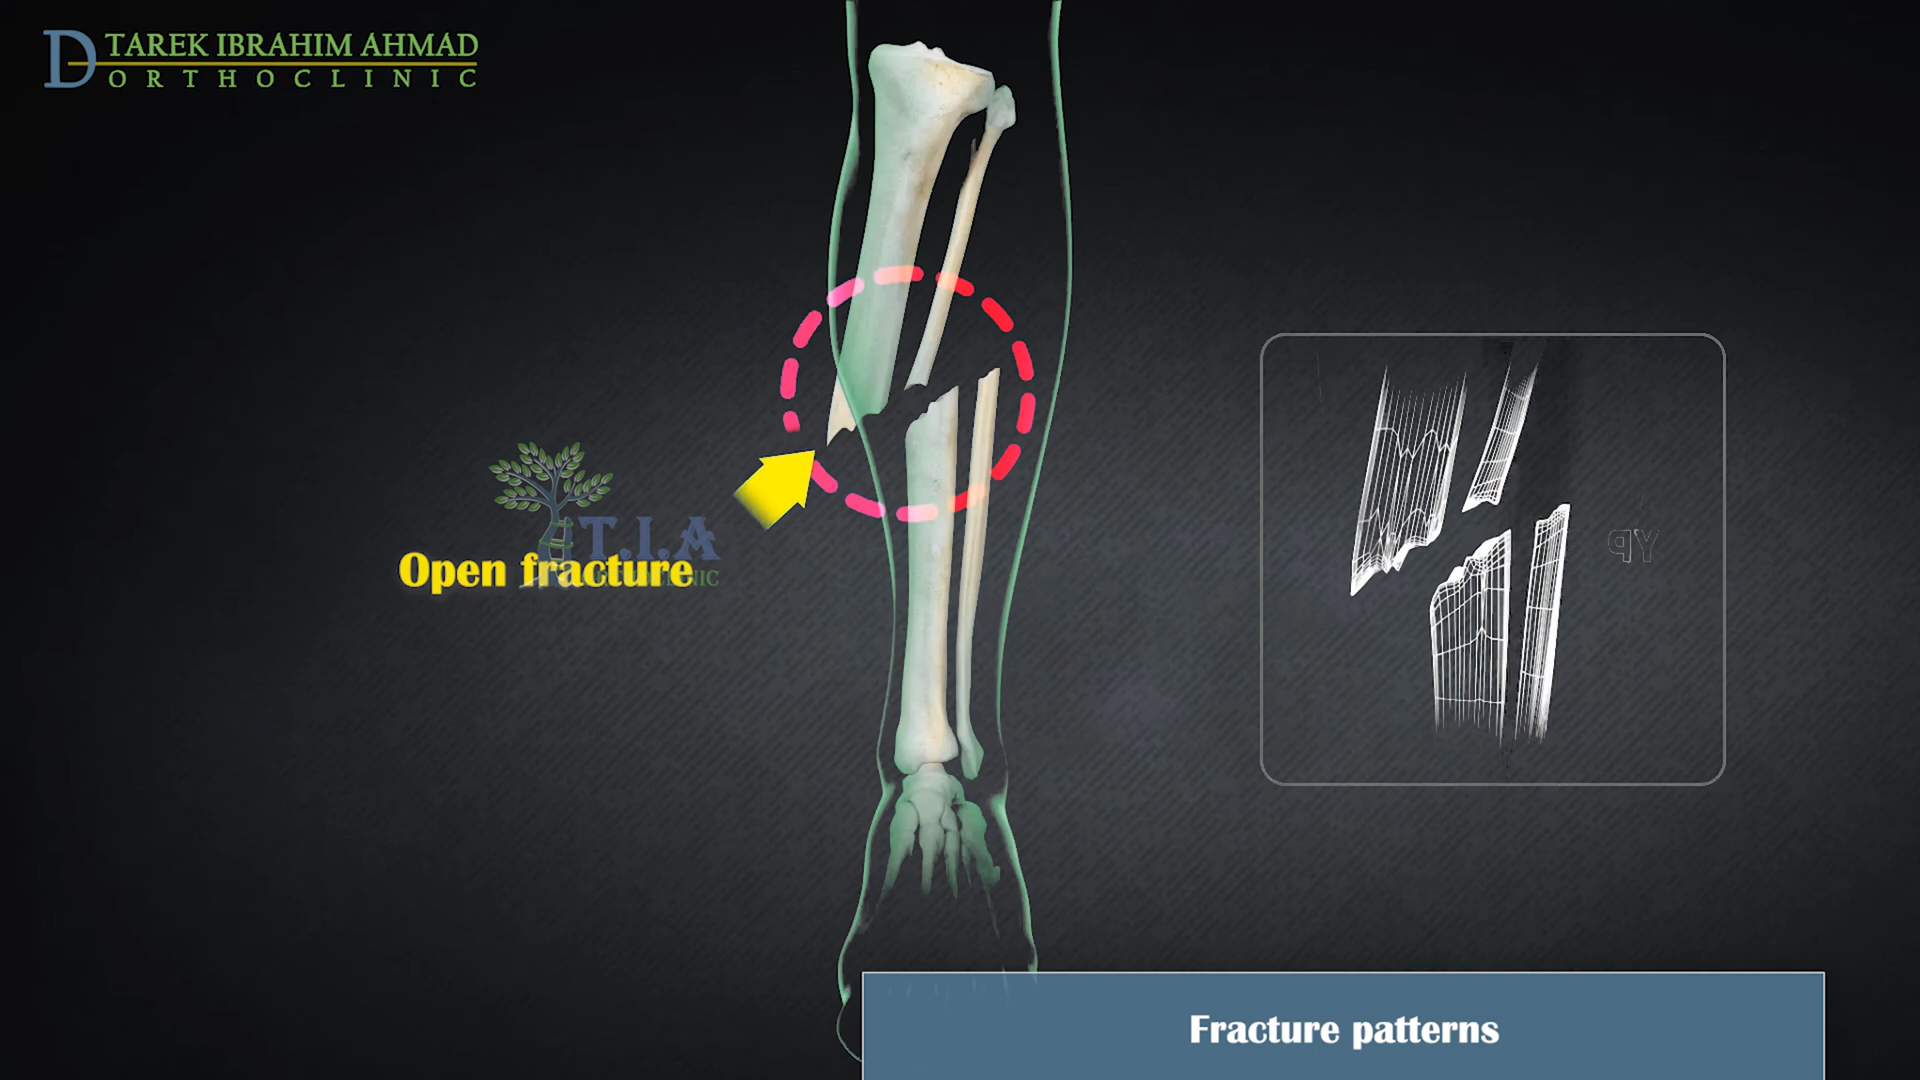 TAREK IBRAHIM AHMAD
ORTHOCLINIC
T.I.A
Open fracture
Fracture patterns